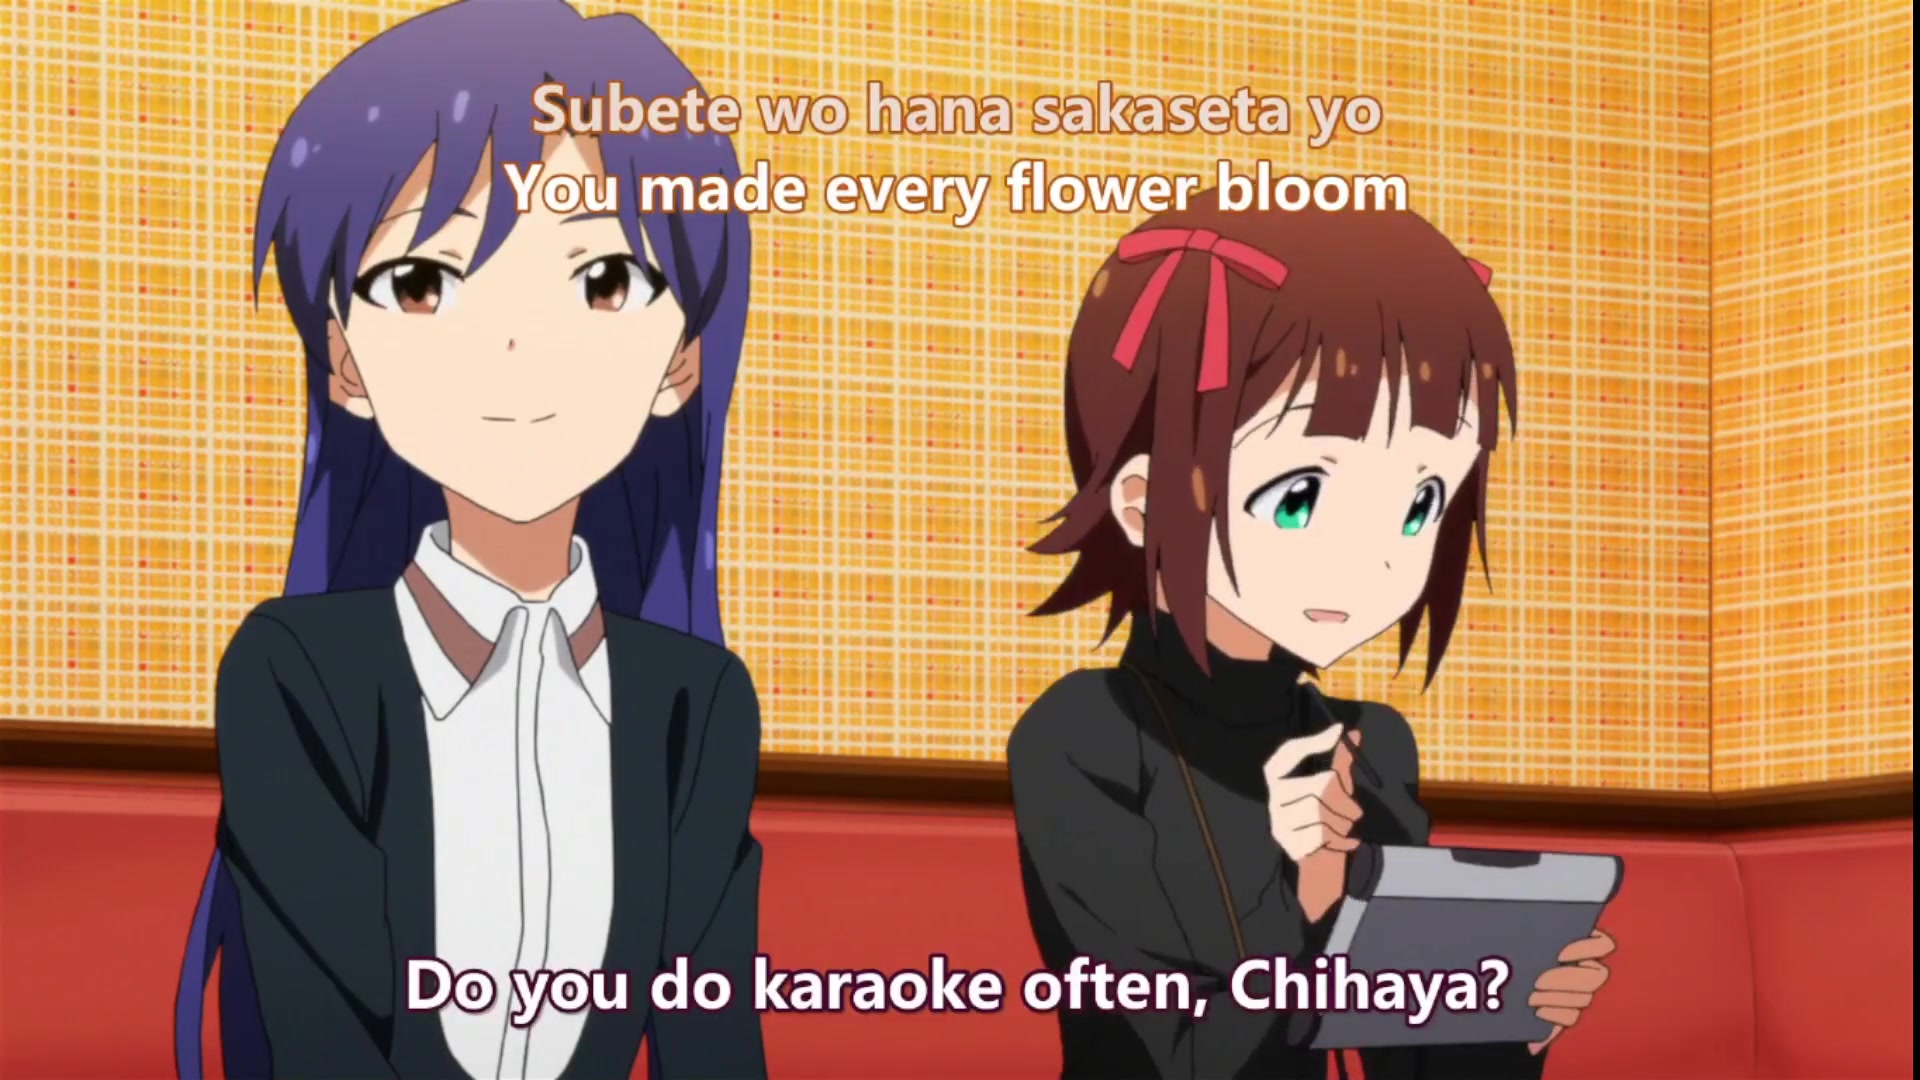 Subete wo hana sakaseta yo
You made every flower bloom
Do you do karaoke often, Chihaya?